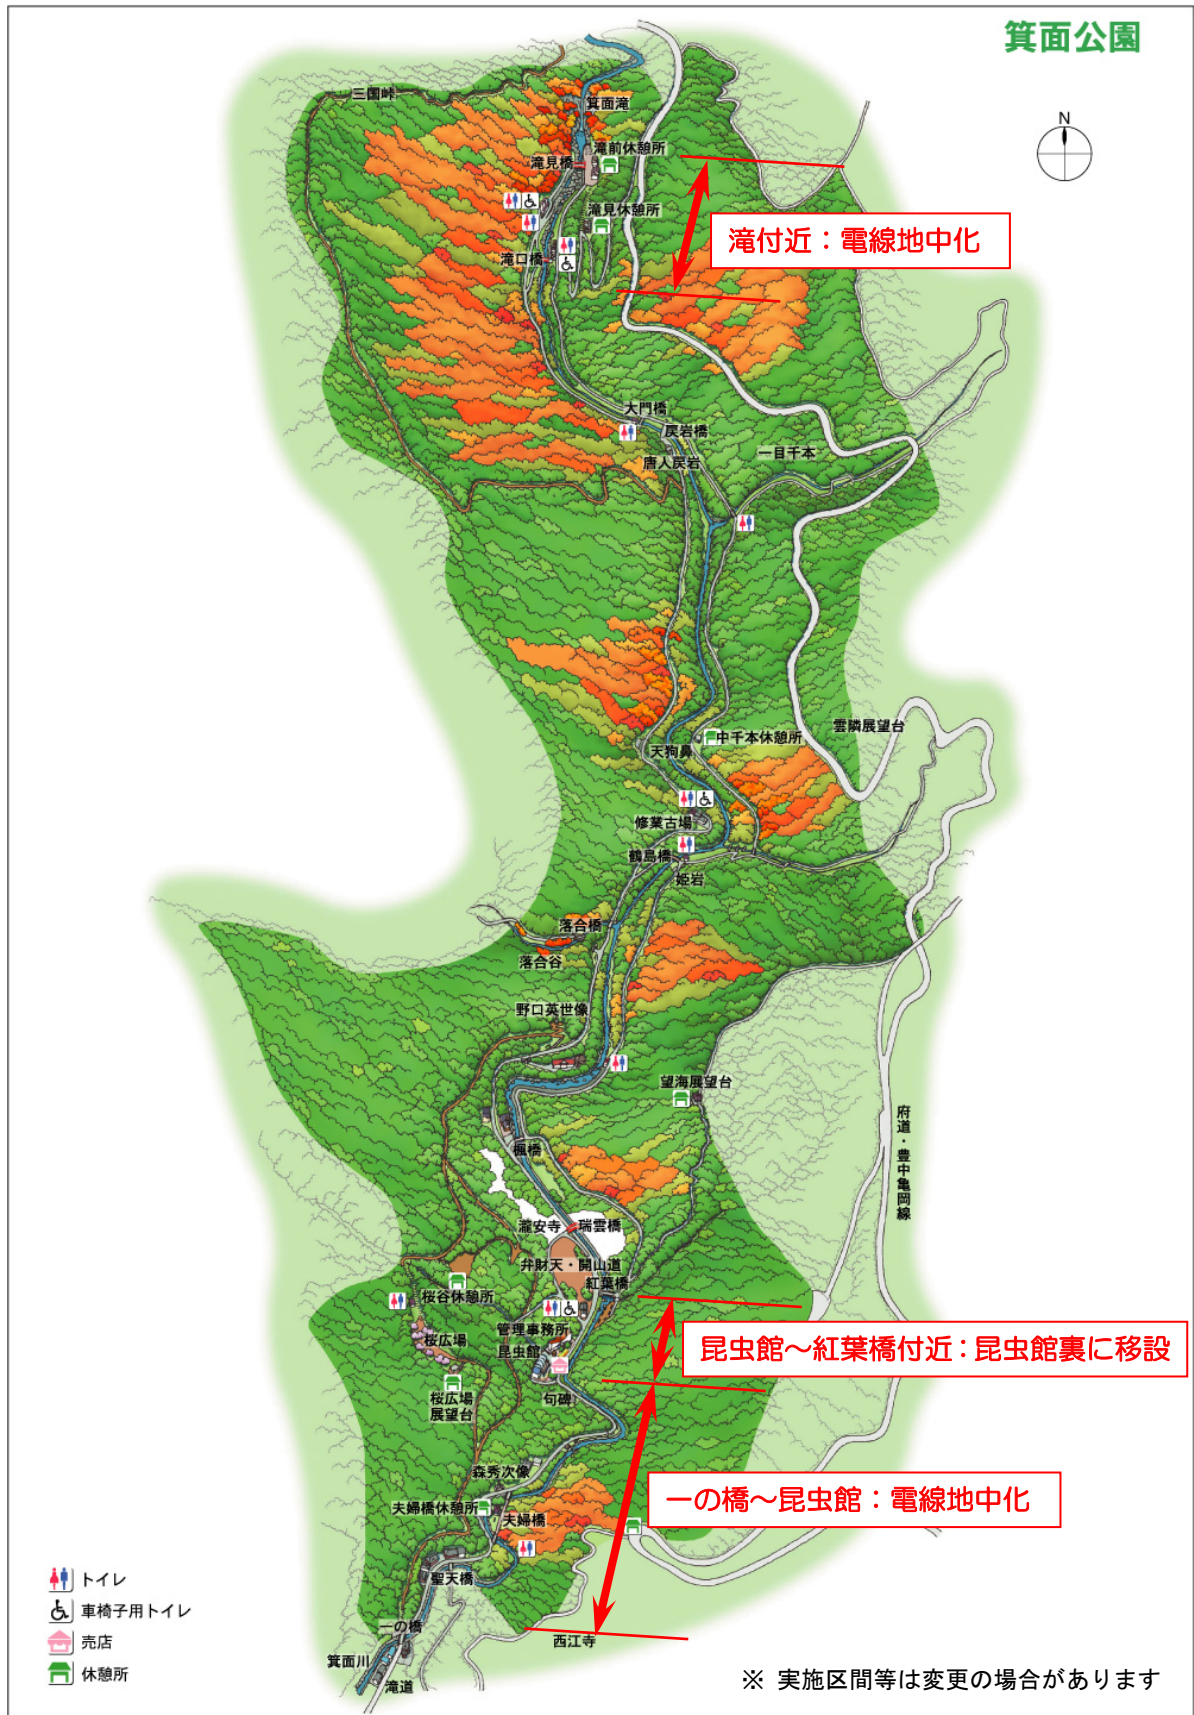 箕面公園
N
三国峠
箕面滝
滝前休憩所
滝見橋
滝見休憩所
滝付近：電線地中化
滝口橋
大門橋
戻岩橋
唐人戻岩
一目千本
雲隣展望台
中千本休憩所
天狗鼻
修業古場
鶴島橋
姫岩
落合橋
落合谷
野口英世像
望海展望台
府道・豊中亀岡線
楓橋
瀧安寺
瑞雲橋
弁財天・開山道
紅葉橋
桜谷休憩所
管理事務所
桜広場
昆虫館
昆虫館～紅葉橋付近：昆虫館裏に移設
句碑
桜広場
展望台
森秀次像
一の橋～昆虫館：電線地中化
夫婦橋休憩所
夫婦橋
聖天橋
一の橋
西江寺
箕面川
滝道
トイレ
車椅子用トイレ
売店
休憩所
※ 実施区間等は変更の場合があります